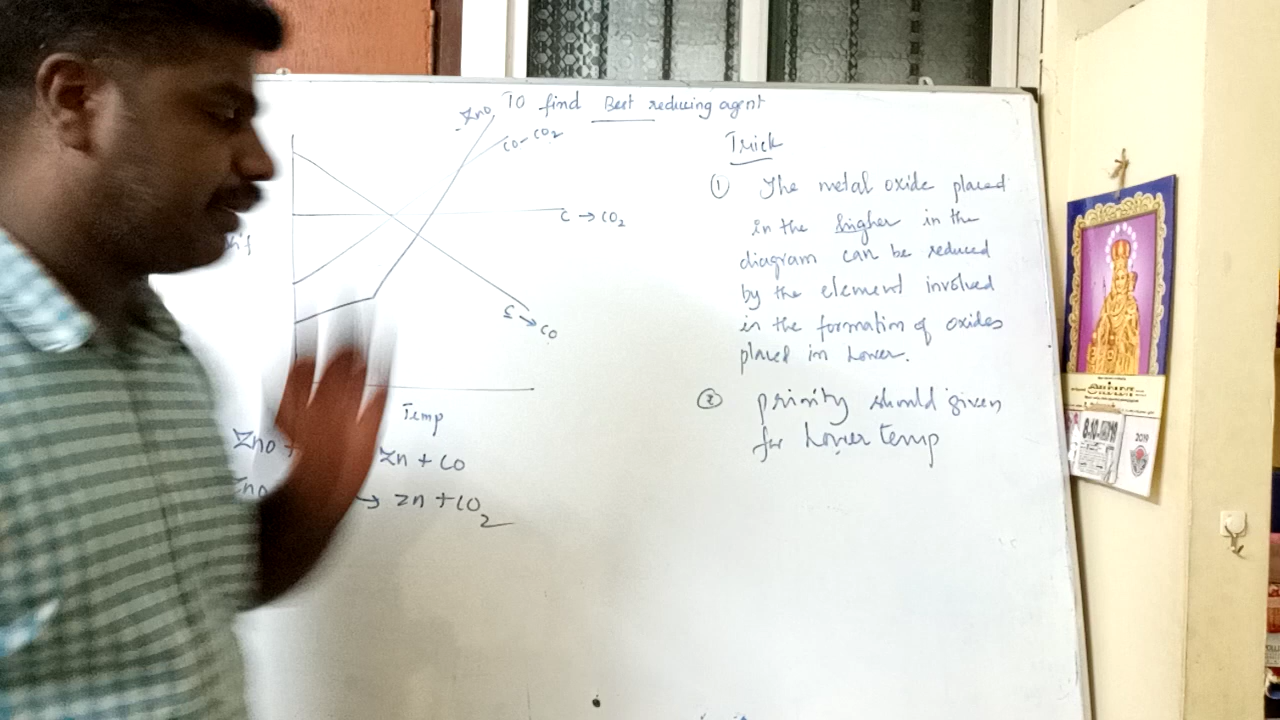 To find Best reducing agent
ZnO
CO-CO2
C → CO2
C → CO
Temp
ZnO +
Zn + CO
ZnO
→ Zn + CO2
Trick
① The metal oxide placed
in the higher in the
diagram can be reduced
by the element involved
in the formation of oxides
placed in Lower.
② priority should given
for Lower temp
2019